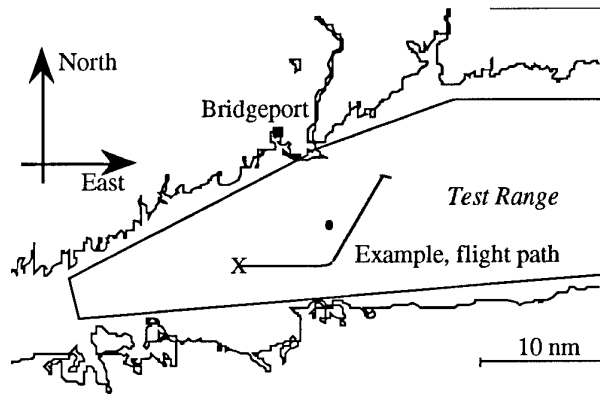 North
Bridgeport
East
Test Range
X
Example, flight path
10 nm